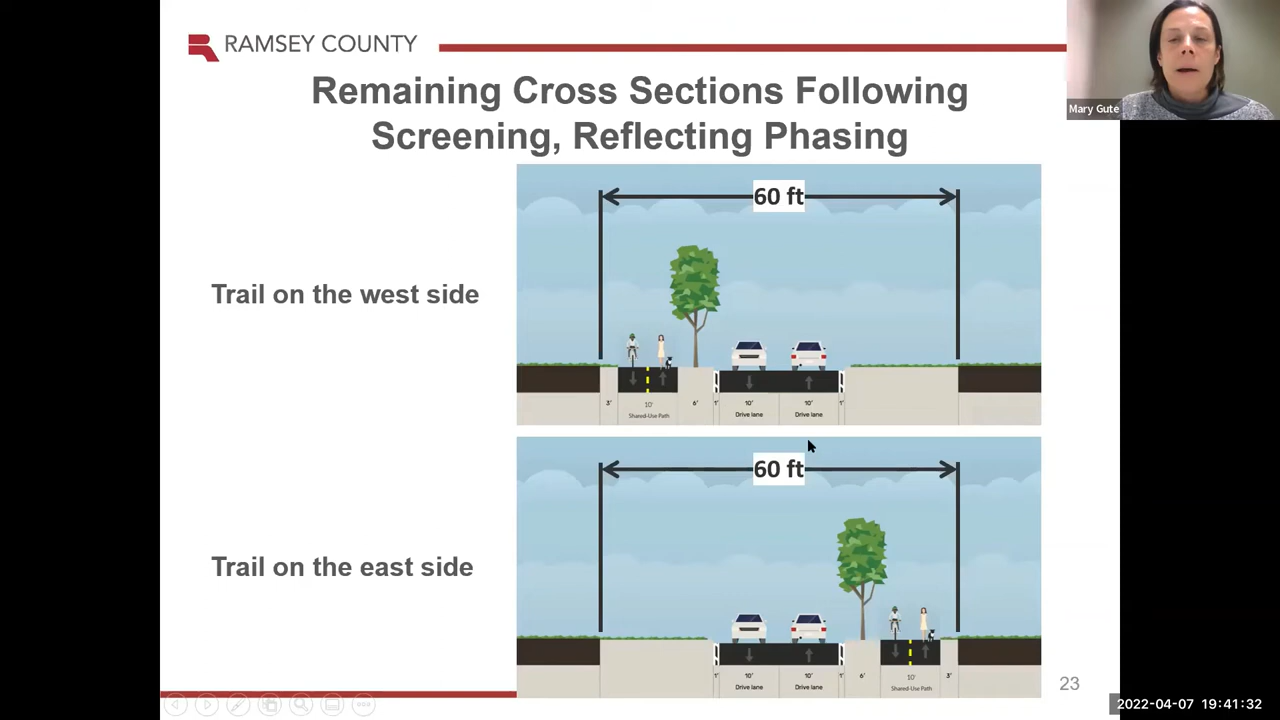 RAMSEY COUNTY
Mary Gute
Remaining Cross Sections Following
Screening, Reflecting Phasing
60 ft
Trail on the west side
3' 10' 6' 1' 10' 10' 1'
Shared-Use Path Drive lane Drive lane
60 ft
Trail on the east side
1' 10' 10' 1' 6' 10' 3'
Drive lane Drive lane Shared-Use Path
23
2022-04-07 19:41:32